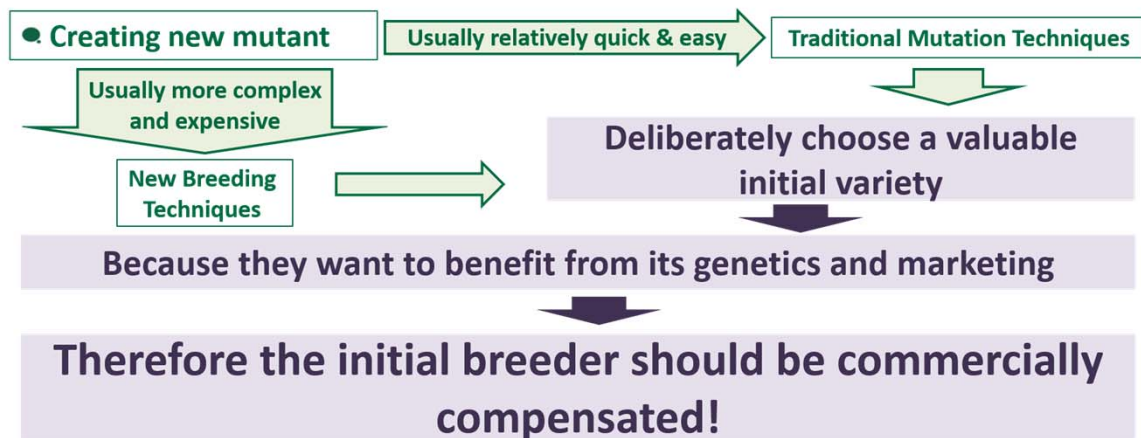 Creating new mutant
Usually relatively quick & easy
Traditional Mutation Techniques
Usually more complex
and expensive
Deliberately choose a valuable
initial variety
New Breeding
Techniques
Because they want to benefit from its genetics and marketing
Therefore the initial breeder should be commercially
compensated!